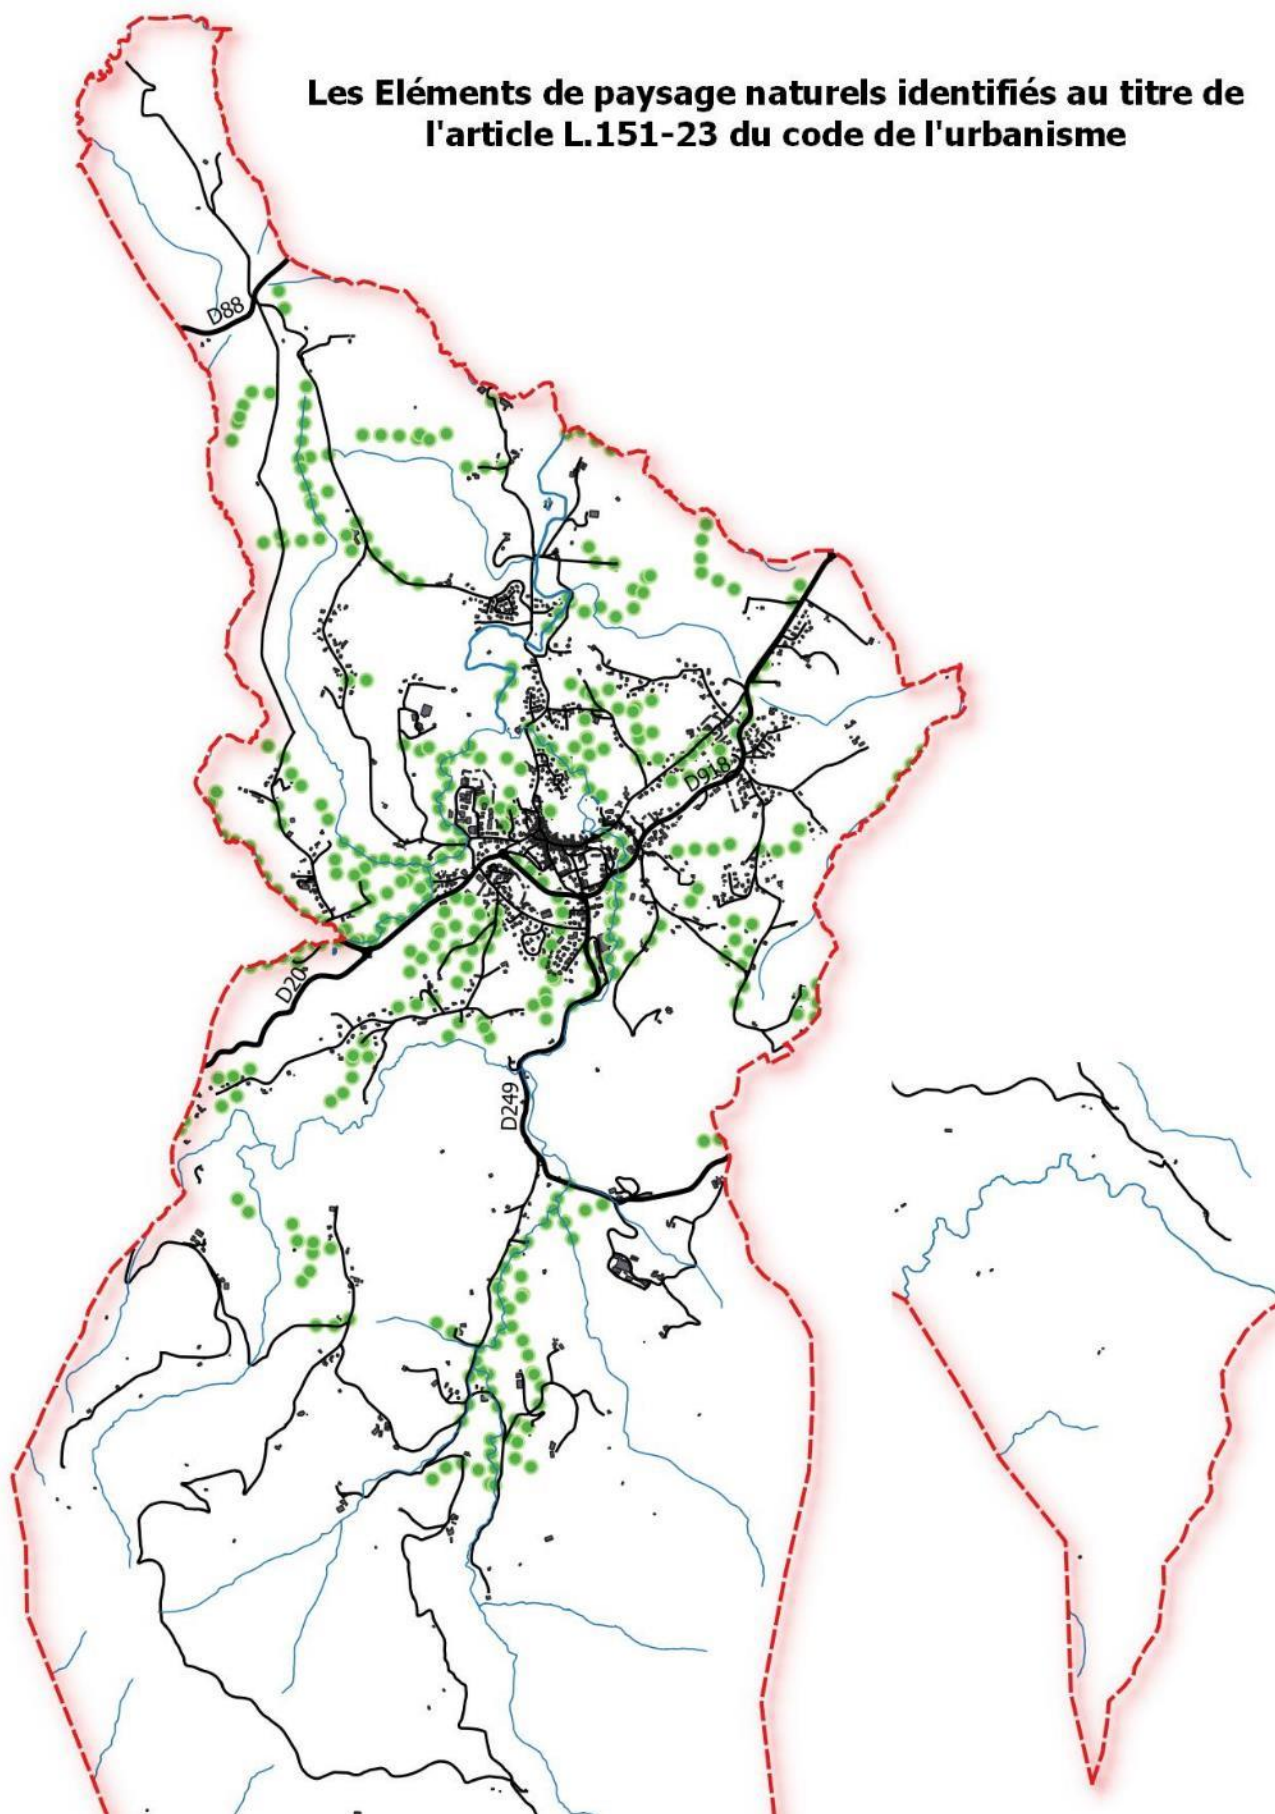 Les Eléments de paysage naturels identifiés au titre de
l'article L.151-23 du code de l'urbanisme
D88
D918
D20
D249